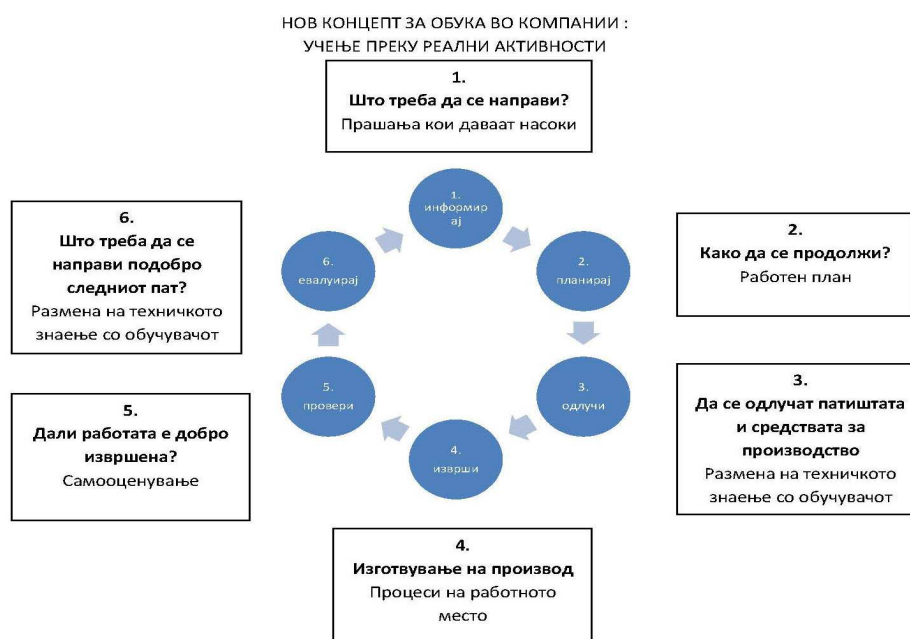 НОВ КОНЦЕПТ ЗА ОБУКА ВО КОМПАНИИ :
УЧЕЊЕ ПРЕКУ РЕАЛНИ АКТИВНОСТИ
1.
Што треба да се направи?
Прашања кои даваат насоки
1.
информир
ај
2.
планирај
3.
одлучи
4.
изврши
5.
провери
6.
евалуирај
2.
Како да се продолжи?
Работен план
3.
Да се одлучат патиштата
и средствата за
производство
Размена на техничкото
знаење со обучувачот
4.
Изготвување на производ
Процеси на работното
место
5.
Дали работата е добро
извршена?
Самооценување
6.
Што треба да се
направи подобро
следниот пат?
Размена на техничкото
знаење со обучувачот